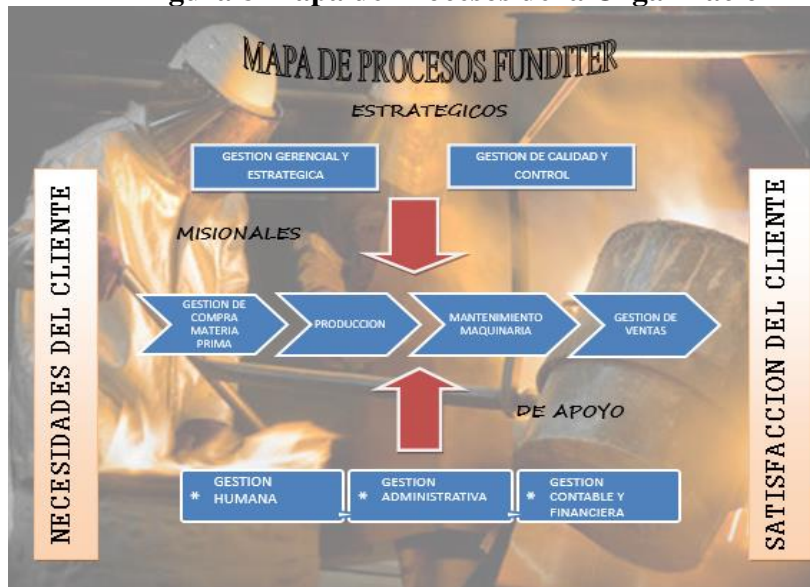 MAPA DE PROCESOS FUNDITER
ESTRATEGICOS
GESTION GERENCIAL Y
ESTRATEGICA
GESTION DE CALIDAD Y
CONTROL
NECESIDADES DEL CLIENTE
MISIONALES
GESTION DE
COMPRA
MATERIA
PRIMA
PRODUCCION
MANTENIMIENTO
MAQUINARIA
GESTION DE
VENTAS
DE APOYO
* GESTION
HUMANA
* GESTION
ADMINISTRATIVA
* GESTION
CONTABLE Y
FINANCIERA
SATISFACCION DEL CLIENTE